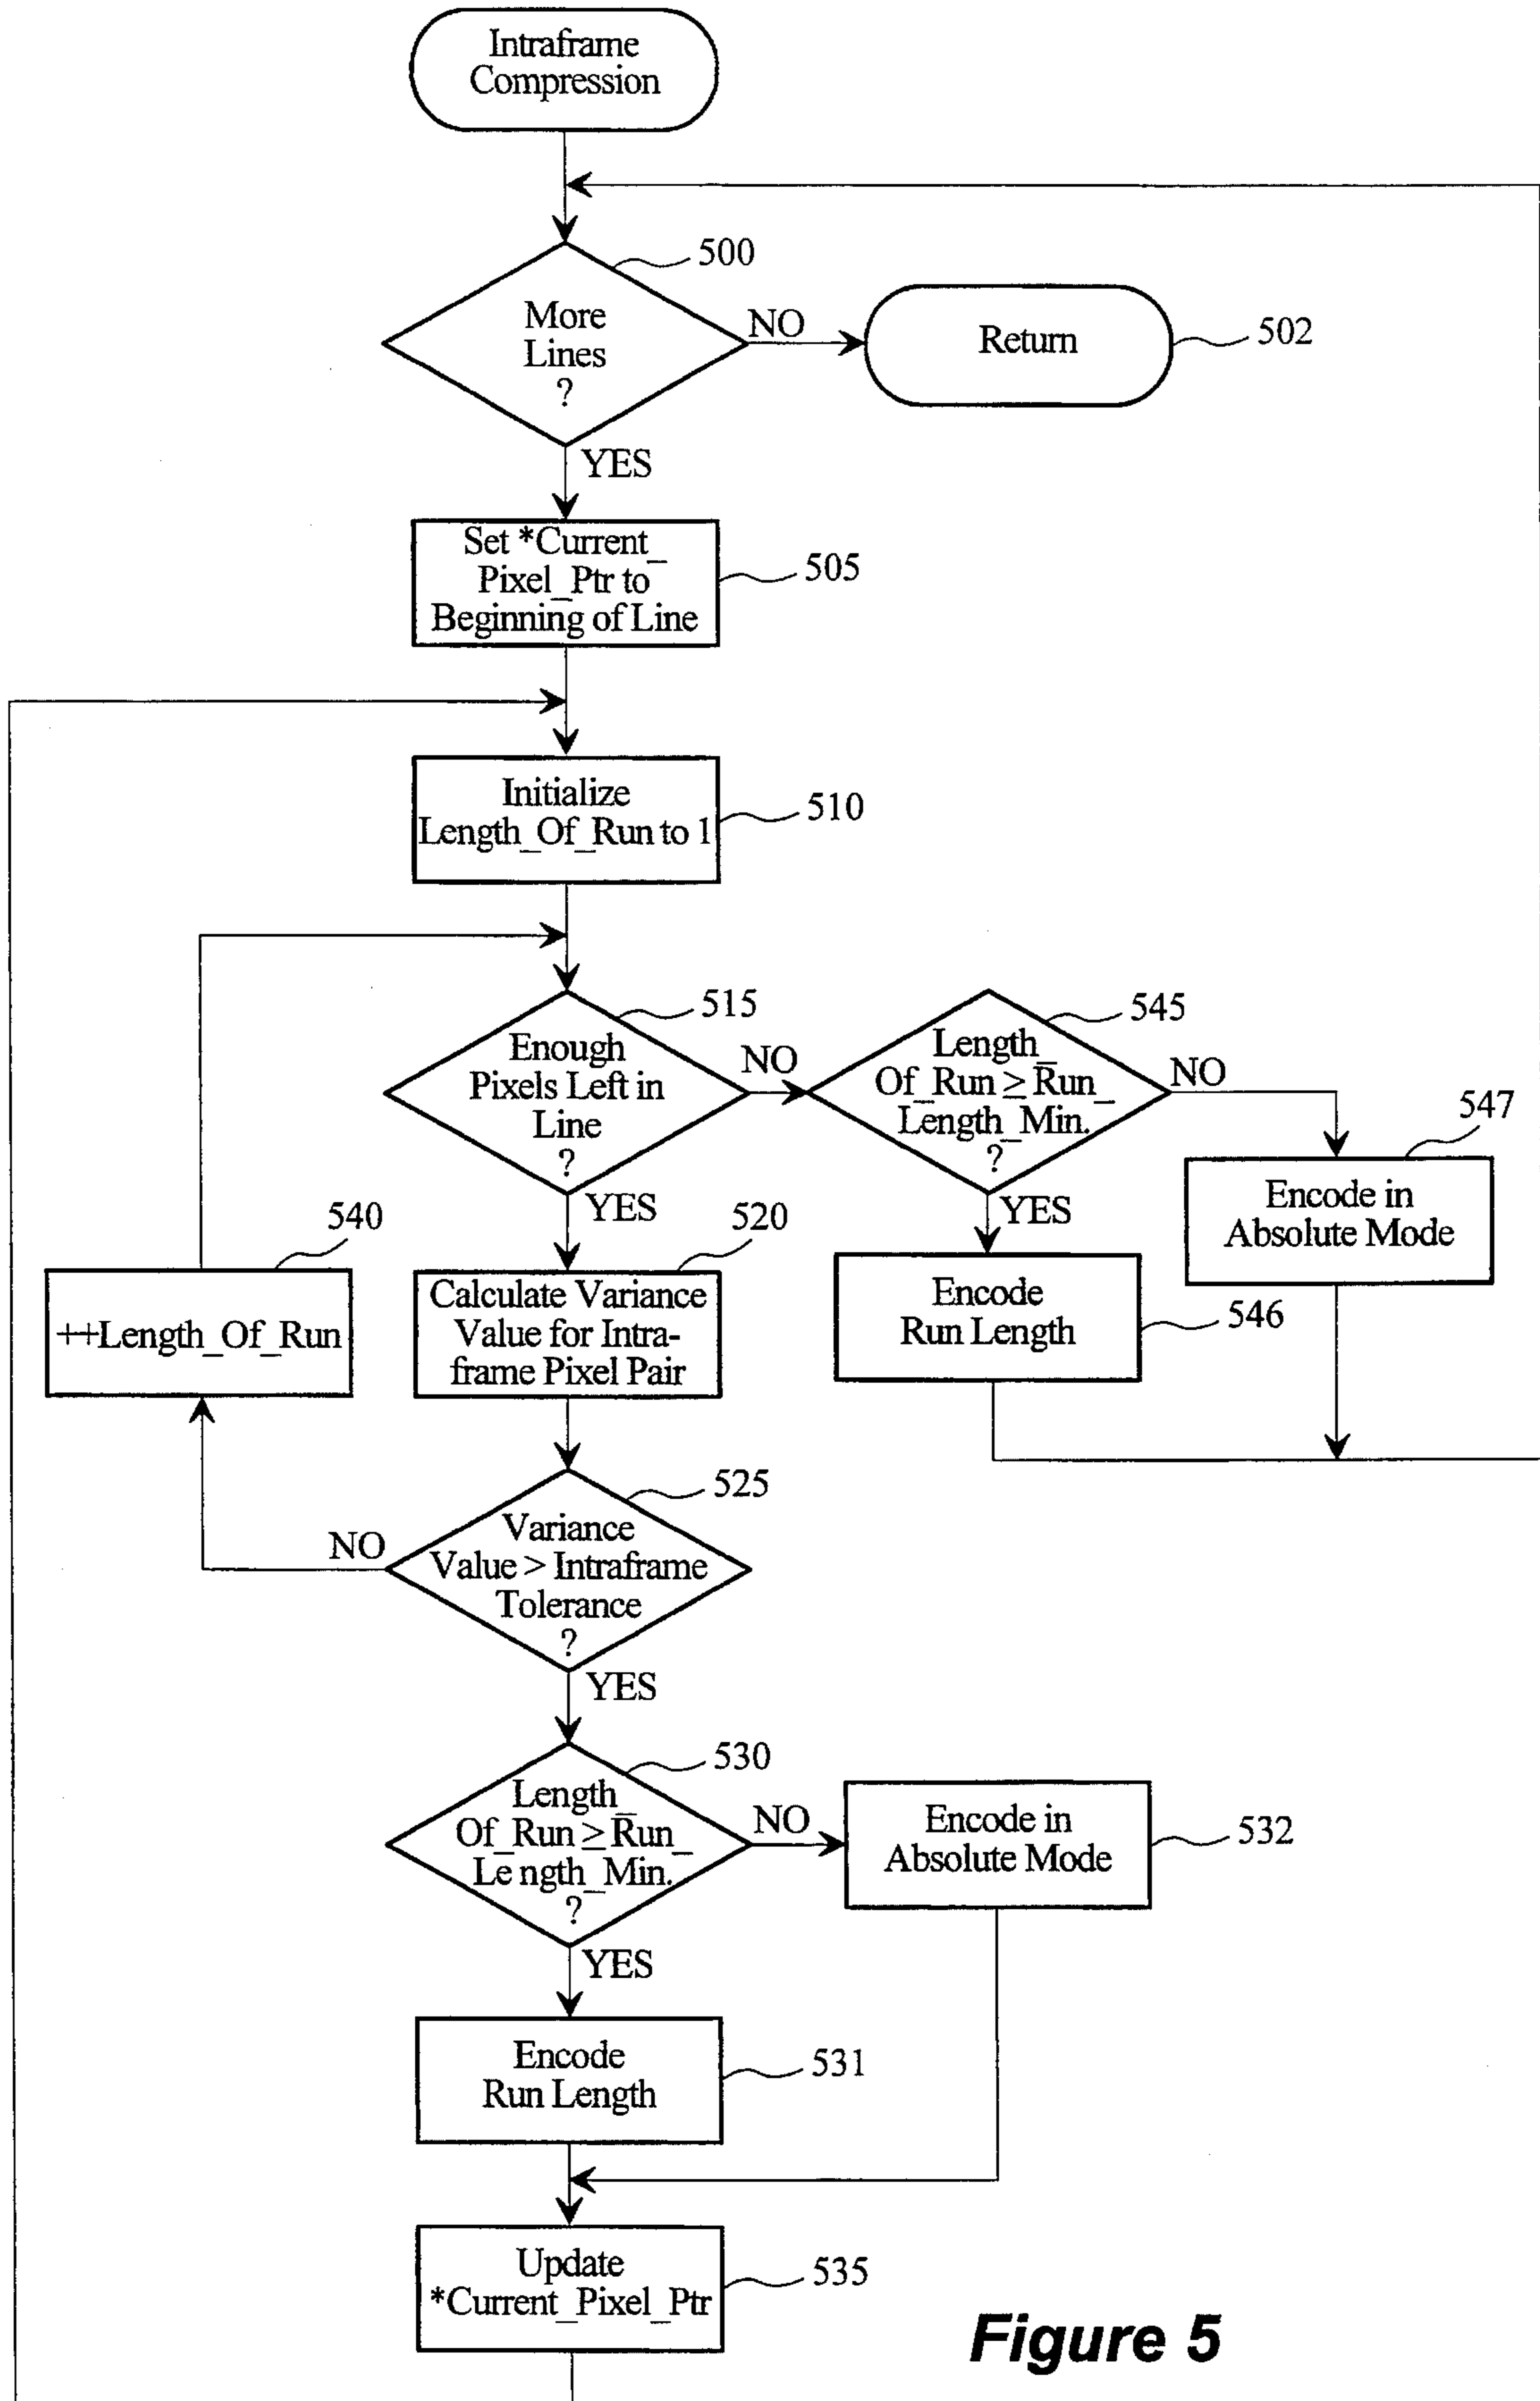 Intraframe
Compression
500
More
Lines
?
NO
Return
502
YES
Set *Current_
Pixel_Ptr to
Beginning of Line
505
Initialize
Length_Of_Run to 1
510
515
Enough
Pixels Left in
Line
?
NO
545
Length_
Of_Run ≥ Run_
Length_Min.
?
NO
547
Encode in
Absolute Mode
YES
YES
540
++Length_Of_Run
520
Calculate Variance
Value for Intra-
frame Pixel Pair
Encode
Run Length
546
525
Variance
Value > Intraframe
Tolerance
?
NO
YES
530
Length_
Of_Run ≥ Run_
Le ngth_Min.
?
NO
Encode in
Absolute Mode
532
YES
Encode
Run Length
531
Update
*Current_Pixel_Ptr
535
Figure 5